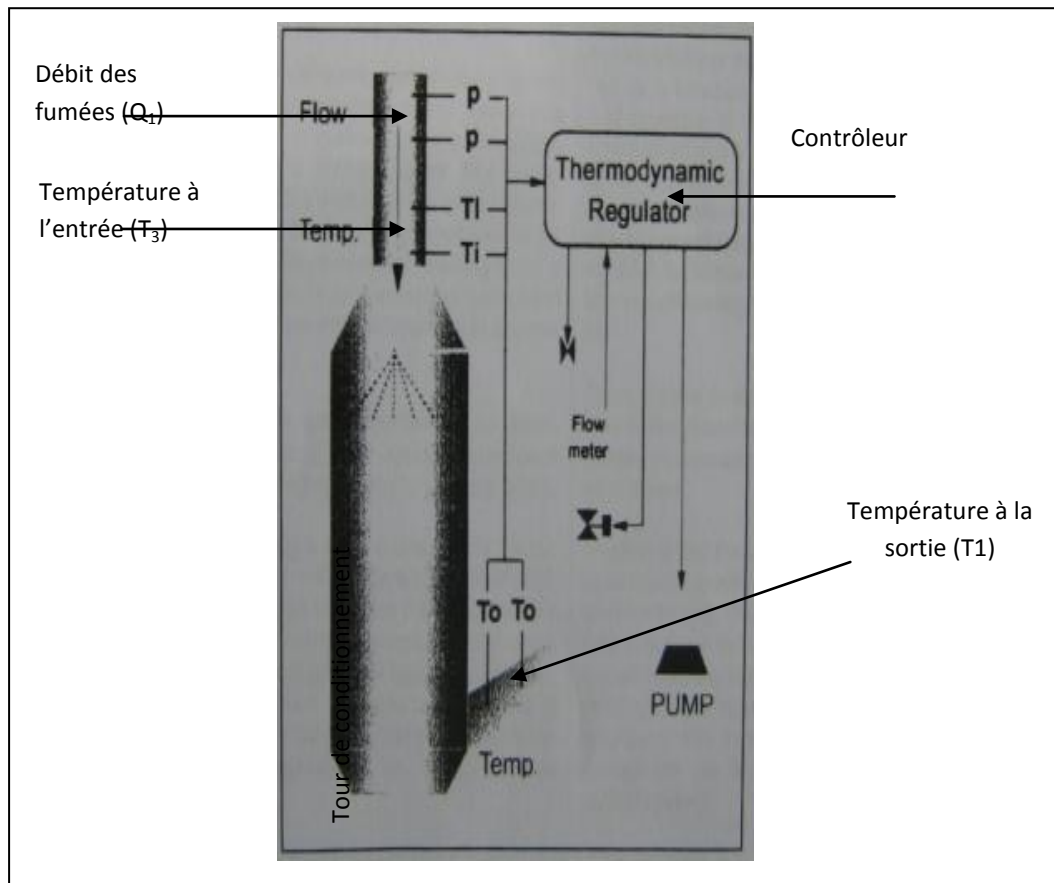 Débit des
fumées (Q₁)
Flow
Température à
l'entrée (T₃)
Temp.
p
p
Tl
Ti
Thermodynamic
Regulator
Contrôleur
Flow
meter
Température à la
sortie (T1)
To To
Tour de conditionnement
PUMP
Temp.